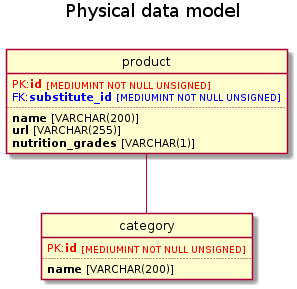 Physical data model
product
PK:id [MEDIUMINT NOT NULL UNSIGNED]
FK:substitute_id [MEDIUMINT NOT NULL UNSIGNED]
name [VARCHAR(200)]
url [VARCHAR(255)]
nutrition_grades [VARCHAR(1)]
category
PK:id [MEDIUMINT NOT NULL UNSIGNED]
name [VARCHAR(200)]